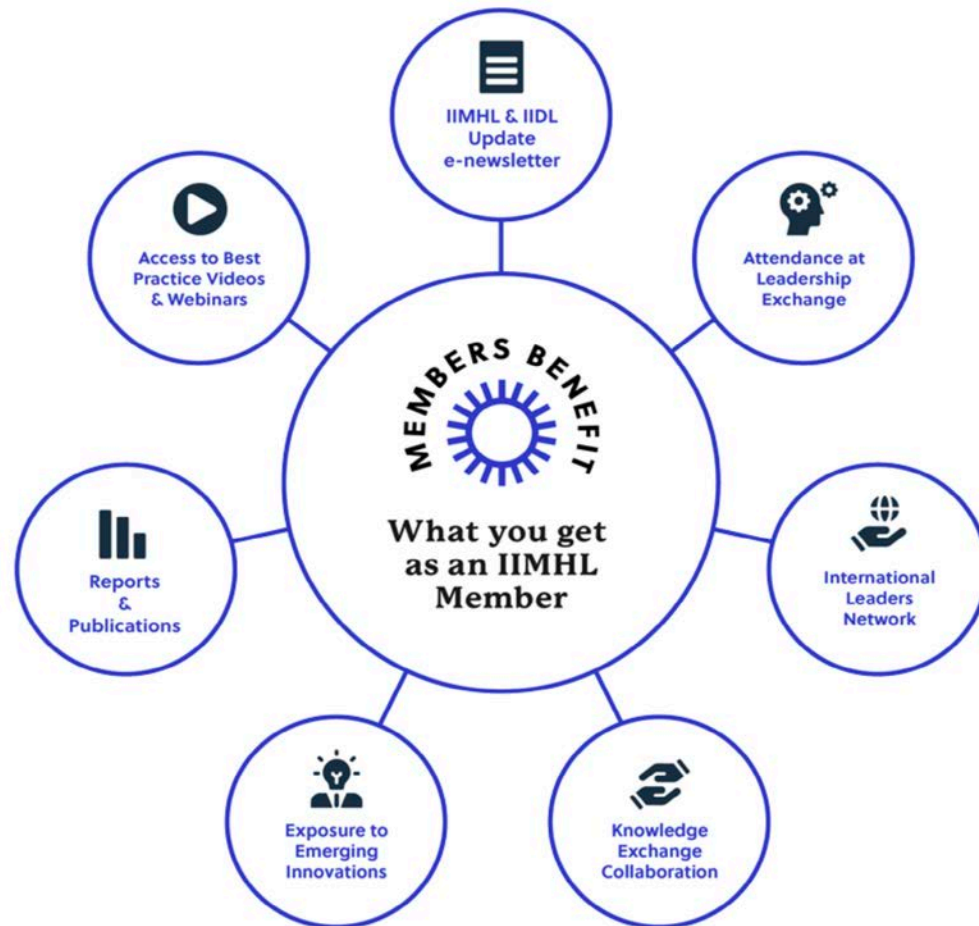 IIMHL & IIDL
Update
e-newsletter
Attendance at
Leadership
Exchange
International
Leaders
Network
Knowledge
Exchange
Collaboration
Exposure to
Emerging
Innovations
Reports
&
Publications
Access to Best
Practice Videos
& Webinars
MEMBERS BENEFIT
What you get
as an IIMHL
Member